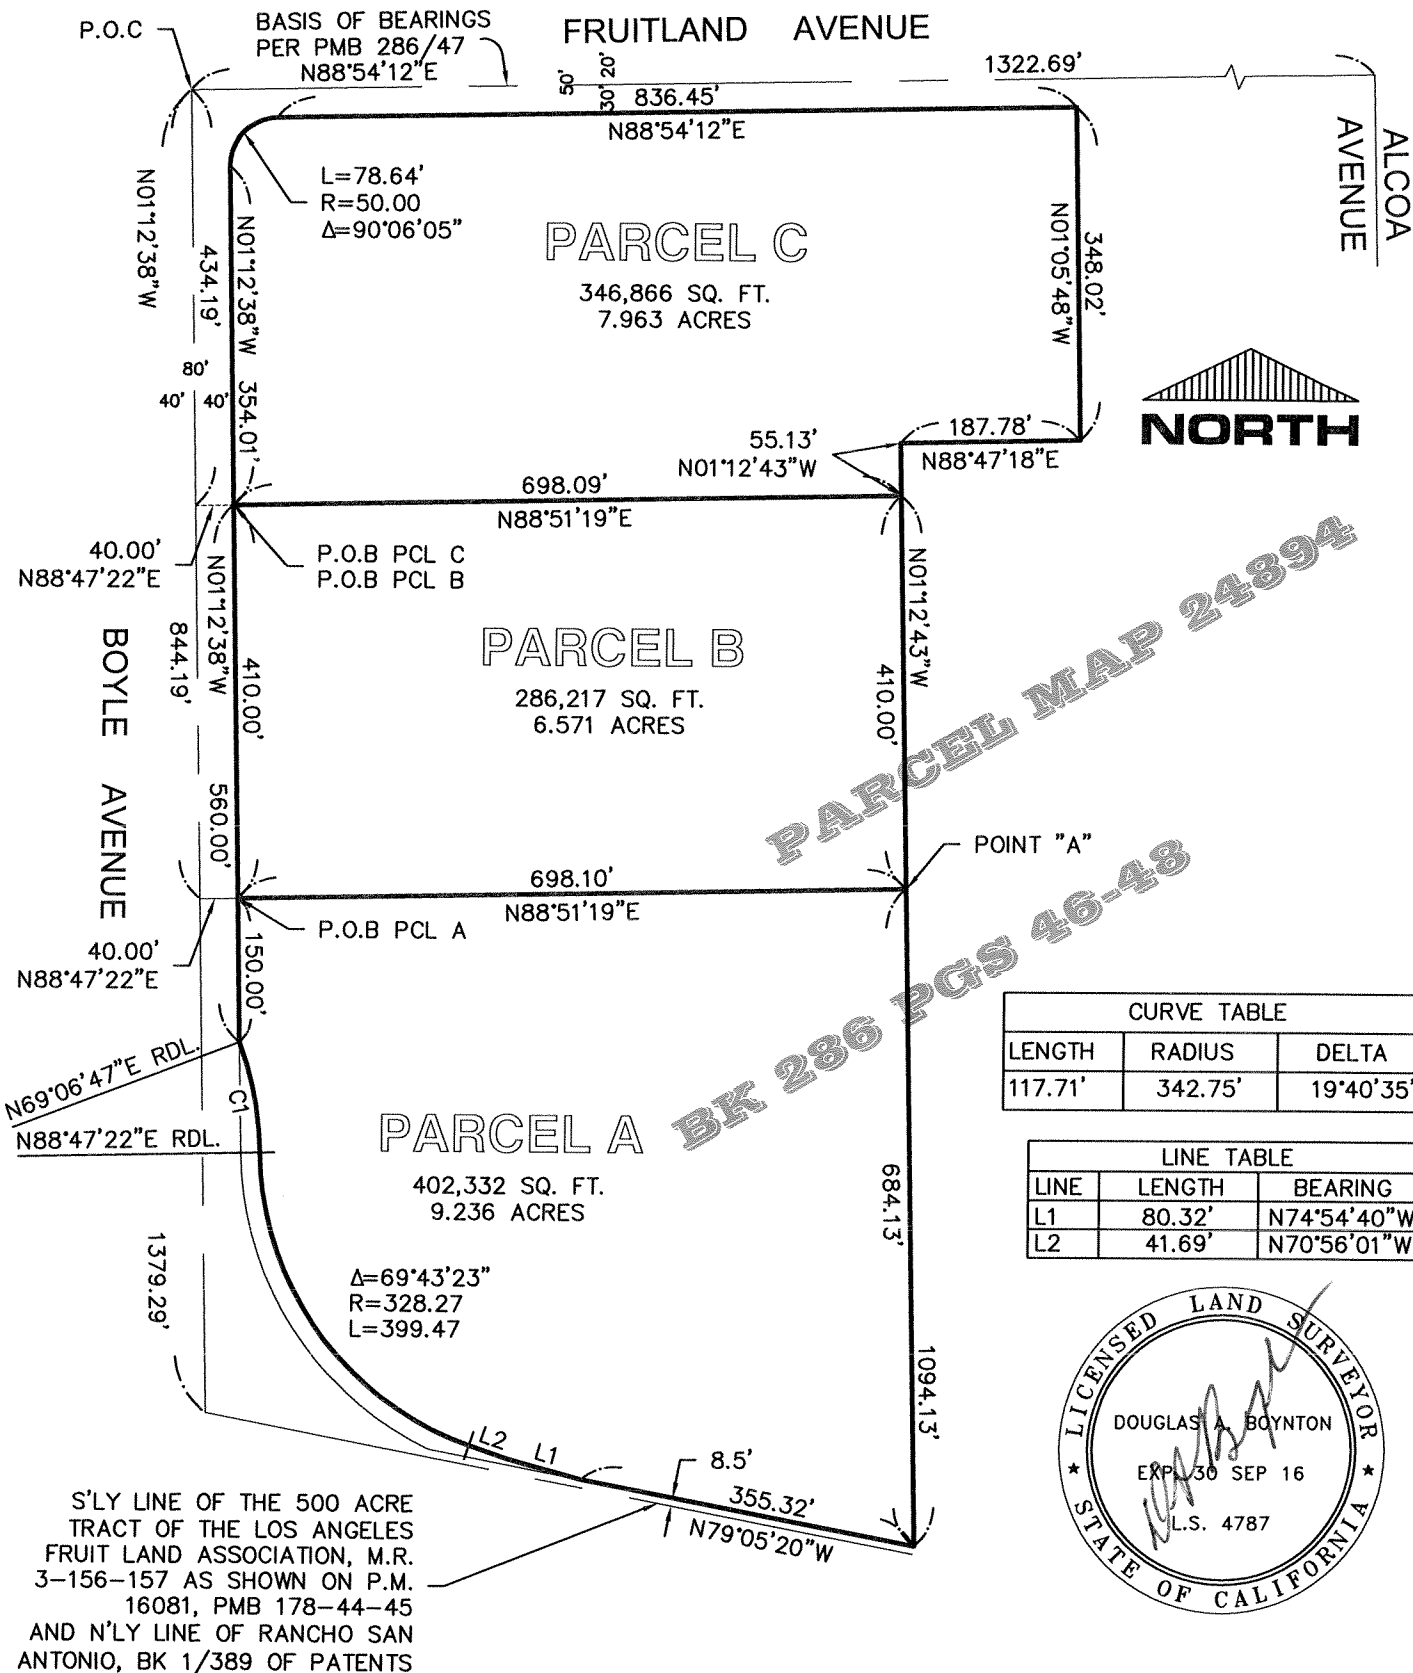 P.O.C
BASIS OF BEARINGS
PER PMB 286/47
N88°54'12"E
FRUITLAND AVENUE
1322.69'
50'
30'
20'
836.45'
N88°54'12"E
ALCOA
AVENUE
N01°12'38"W
434.19'
N01°12'38"W
354.01'
L=78.64'
R=50.00
Δ=90°06'05"
PARCEL C
346,866 SQ. FT.
7.963 ACRES
N01°05'48"W
348.02'
NORTH
80'
40'
40'
55.13'
N01°12'43"W
187.78'
N88°47'18"E
698.09'
N88°51'19"E
40.00'
N88°47'22"E
P.O.B PCL C
P.O.B PCL B
N01°12'38"W
844.19'
410.00'
560.00'
BOYLE AVENUE
PARCEL B
286,217 SQ. FT.
6.571 ACRES
N01°12'43"W
410.00'
PARCEL MAP 24894
BK 286 PGS 46-48
POINT "A"
698.10'
N88°51'19"E
P.O.B PCL A
40.00'
N88°47'22"E
150.00'
N69°06'47"E RDL.
N88°47'22"E RDL.
C1
PARCEL A
402,332 SQ. FT.
9.236 ACRES
684.13'
1379.29'
Δ=69°43'23"
R=328.27
L=399.47
1094.13'
CURVE TABLE
LENGTH RADIUS DELTA
117.71' 342.75' 19°40'35"
LINE TABLE
LINE LENGTH BEARING
L1 80.32' N74°54'40"W
L2 41.69' N70°56'01"W
L2
L1
8.5'
355.32'
N79°05'20"W
S'LY LINE OF THE 500 ACRE
TRACT OF THE LOS ANGELES
FRUIT LAND ASSOCIATION, M.R.
3-156-157 AS SHOWN ON P.M.
16081, PMB 178-44-45
AND N'LY LINE OF RANCHO SAN
ANTONIO, BK 1/389 OF PATENTS
LICENSED LAND SURVEYOR
DOUGLAS A. BOYNTON
EXP. 30 SEP 16
L.S. 4787
STATE OF CALIFORNIA